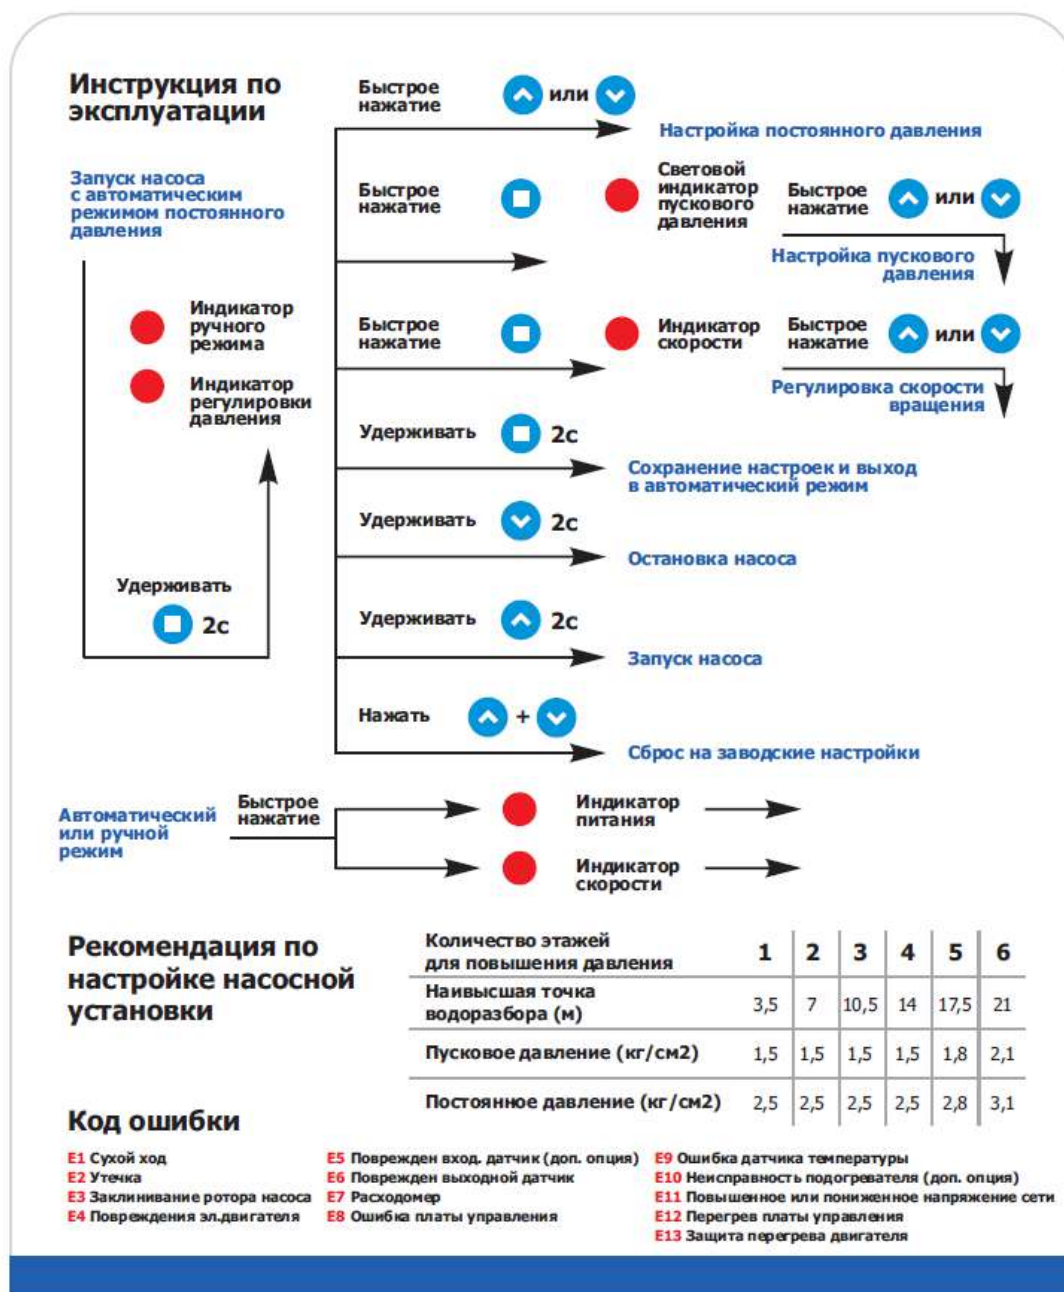 Инструкция по
эксплуатации
Запуск насоса
с автоматическим
режимом постоянного
давления
Индикатор
ручного
режима
Индикатор
регулировки
давления
Удерживать
2с
Быстрое
нажатие
или
Настройка постоянного давления
Быстрое
нажатие
Световой
индикатор
пускового
давления
Быстрое
нажатие
или
Настройка пускового
давления
Быстрое
нажатие
Индикатор
скорости
Быстрое
нажатие
или
Регулировка скорости
вращения
Удерживать 2с
Сохранение настроек и выход
в автоматический режим
Удерживать 2с
Остановка насоса
Удерживать 2с
Запуск насоса
Нажать +
Сброс на заводские настройки
Автоматический
или ручной
режим
Быстрое
нажатие
Индикатор
питания
Индикатор
скорости
Рекомендация по
настройке насосной
установки
Количество этажей
для повышения давления
1 2 3 4 5 6
Наивысшая точка
водоразбора (м)
3,5 7 10,5 14 17,5 21
Пусковое давление (кг/см2) 1,5 1,5 1,5 1,5 1,8 2,1
Постоянное давление (кг/см2) 2,5 2,5 2,5 2,5 2,8 3,1
Код ошибки
E1 Сухой ход
E2 Утечка
E3 Заклинивание ротора насоса
E4 Повреждения эл.двигателя
E5 Поврежден вход. датчик (доп. опция)
E6 Поврежден выходной датчик
E7 Расходомер
E8 Ошибка платы управления
E9 Ошибка датчика температуры
E10 Неисправность подогревателя (доп. опция)
E11 Повышенное или пониженное напряжение сети
E12 Перегрев платы управления
E13 Защита перегрева двигателя